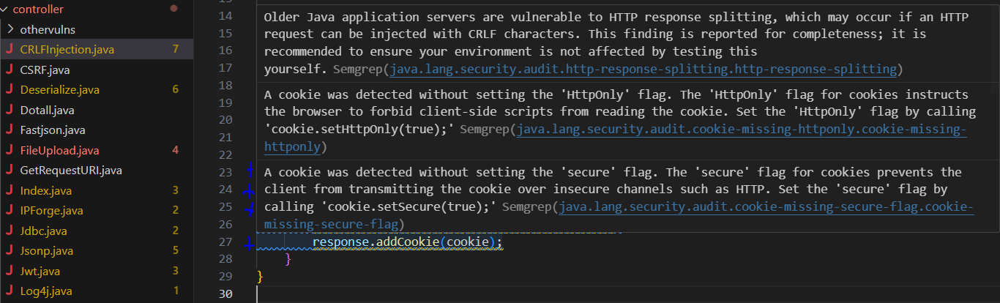 controller
othervulns
CRLFInjection.java 7
CSRF.java
Deserialize.java 6
Dotall.java
Fastjson.java
FileUpload.java 4
GetRequestURI.java
Index.java 3
IPForge.java 2
Jdbc.java 2
Jsonp.java 5
Jwt.java 2
Log4j.java 1
14
15
16
17
18
19
20
21
22
23
24
25
26
27 response.addCookie(cookie);
28 }
29 }
30
Older Java application servers are vulnerable to HTTP response splitting, which may occur if an HTTP
request can be injected with CRLF characters. This finding is reported for completeness; it is
recommended to ensure your environment is not affected by testing this
yourself. Semgrep(java.lang.security.audit.http-response-splitting.http-response-splitting)
A cookie was detected without setting the 'HttpOnly' flag. The 'HttpOnly' flag for cookies instructs
the browser to forbid client-side scripts from reading the cookie. Set the 'HttpOnly' flag by calling
'cookie.setHttpOnly(true);' Semgrep(java.lang.security.audit.cookie-missing-httponly.cookie-missing-
httponly)
A cookie was detected without setting the 'secure' flag. The 'secure' flag for cookies prevents the
client from transmitting the cookie over insecure channels such as HTTP. Set the 'secure' flag by
calling 'cookie.setSecure(true);' Semgrep(java.lang.security.audit.cookie-missing-secure-flag.cookie-
missing-secure-flag)